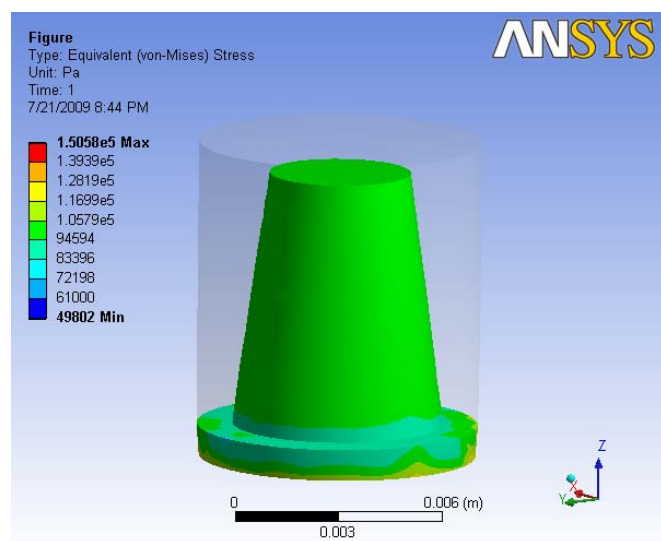 Figure
Type: Equivalent (von-Mises) Stress
Unit: Pa
Time: 1
7/21/2009 8:44 PM
ANSYS
1.5058e5 Max
1.3939e5
1.2819e5
1.1699e5
1.0579e5
94594
83396
72198
61000
49802 Min
Z
X
Y
0
0.006 (m)
0.003